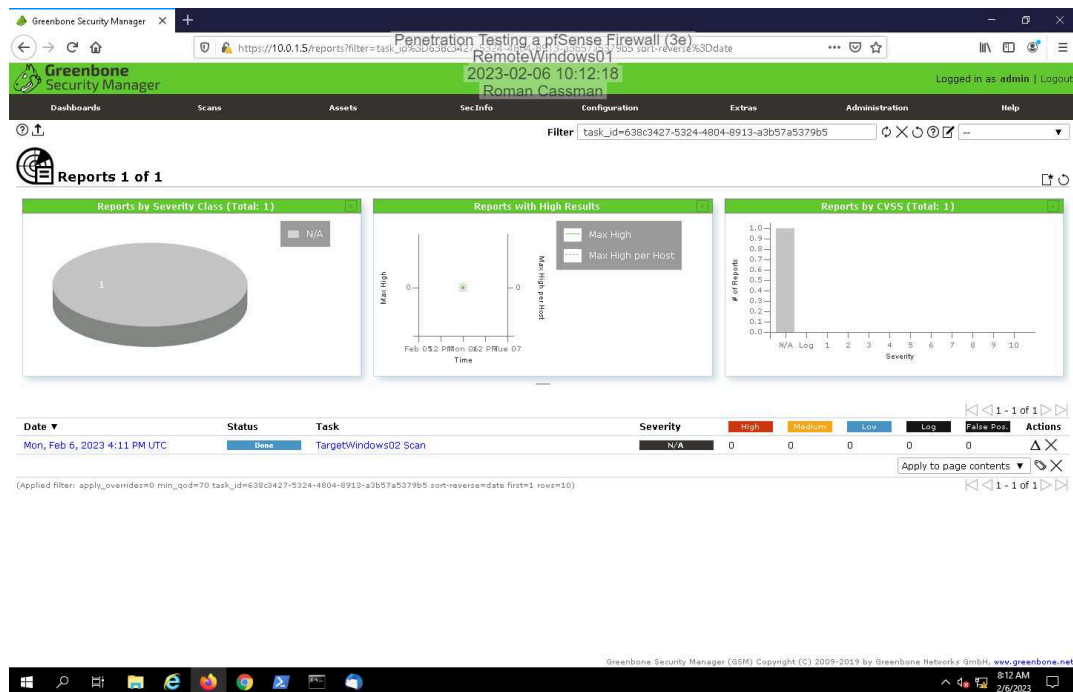 Greenbone Security Manager
https://10.0.1.5/reports?filter=task_id%3D638c3427-5324-4804-8913-a3b57a5379b5 sort-reverse%3Ddate
Penetration Testing a pfSense Firewall (3e)
RemoteWindows01
2023-02-06 10:12:18
Roman Cassman
Greenbone
Security Manager
Logged in as admin | Logout
Dashboards Scans Assets SecInfo Configuration Extras Administration Help
Filter task_id=638c3427-5324-4804-8913-a3b57a5379b5 --
Reports 1 of 1
Reports by Severity Class (Total: 1)
N/A
1
Reports with High Results
Max High
Max High per Host
Max High
0
0
Max High per Host
Feb 05 12 PM Mon 06 12 PM Tue 07
Time
Reports by CVSS (Total: 1)
# of Reports
1.0
0.9
0.8
0.7
0.6
0.5
0.4
0.3
0.2
0.1
0.0
N/A Log 1 2 3 4 5 6 7 8 9 10
Severity
1 - 1 of 1
Date ▼ Status Task Severity High Medium Low Log False Pos. Actions
Mon, Feb 6, 2023 4:11 PM UTC Done TargetWindows02 Scan N/A 0 0 0 0 0
Apply to page contents ▼
(Applied filter: apply_overrides=0 min_qod=70 task_id=638c3427-5324-4804-8913-a3b57a5379b5 sort-reverse=date first=1 rows=10)
1 - 1 of 1
Greenbone Security Manager (GSM) Copyright (C) 2009-2019 by Greenbone Networks GmbH, www.greenbone.net
8:12 AM
2/6/2023